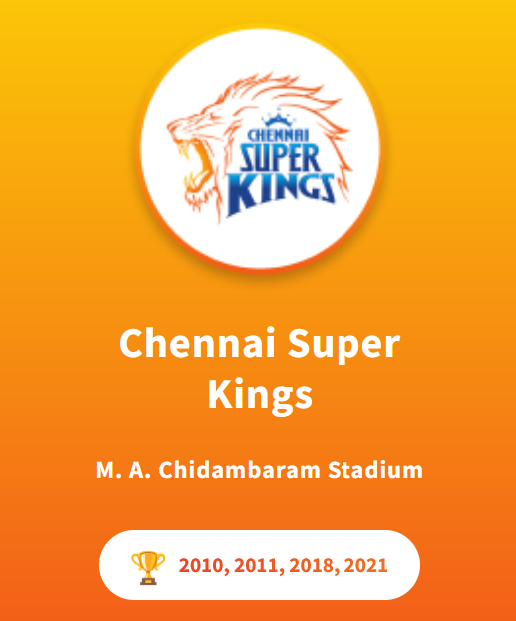 CHENNAI
SUPER
KINGS
Chennai Super
Kings
M. A. Chidambaram Stadium
2010, 2011, 2018, 2021